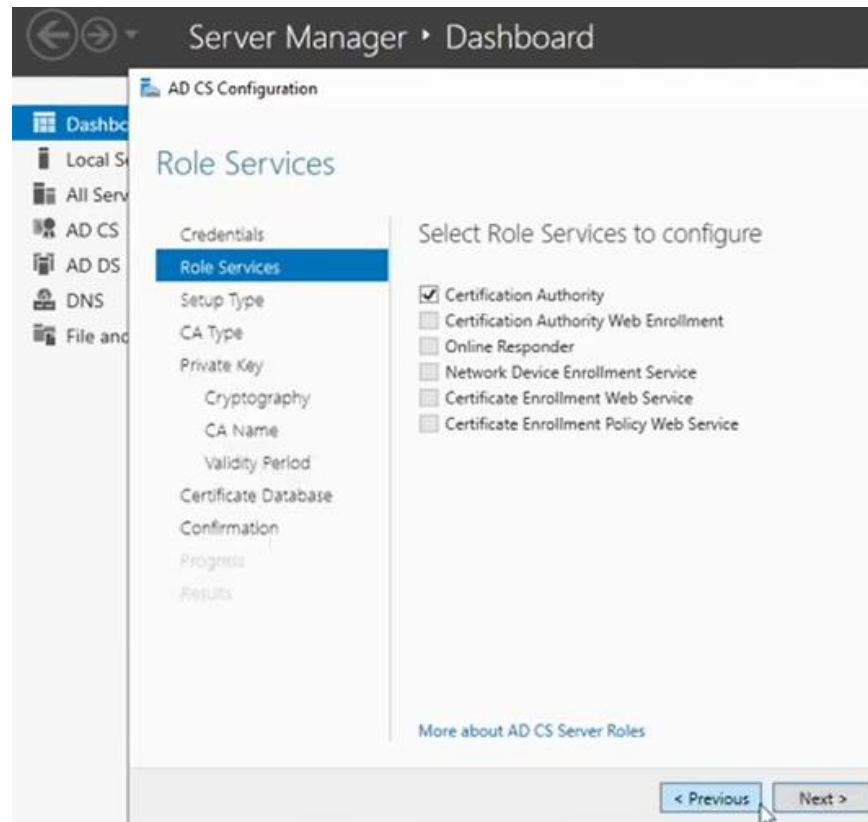 Server Manager ‣ Dashboard
AD CS Configuration
Dashbo
Local Se
All Serv
AD CS
AD DS
DNS
File and
Role Services
Credentials
Role Services
Setup Type
CA Type
Private Key
Cryptography
CA Name
Validity Period
Certificate Database
Confirmation
Progress
Results
Select Role Services to configure
Certification Authority
Certification Authority Web Enrollment
Online Responder
Network Device Enrollment Service
Certificate Enrollment Web Service
Certificate Enrollment Policy Web Service
More about AD CS Server Roles
< Previous
Next >